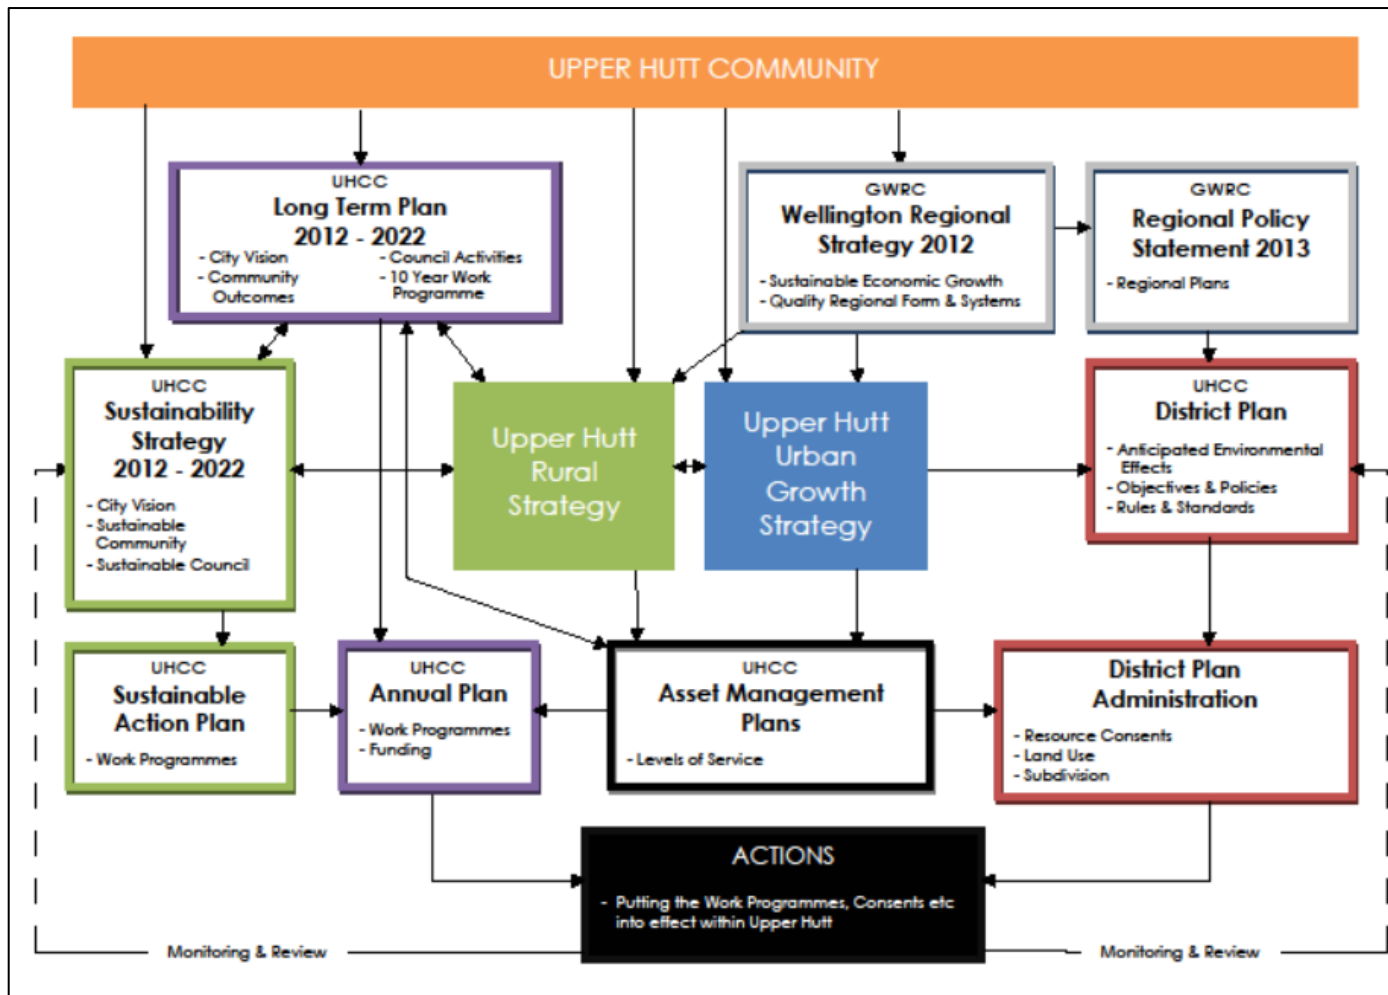 UPPER HUTT COMMUNITY
UHCC
Long Term Plan
2012 - 2022
- City Vision
- Community
Outcomes
- Council Activities
- 10 Year Work
Programme
GWRC
Wellington Regional
Strategy 2012
- Sustainable Economic Growth
- Quality Regional Form & Systems
GWRC
Regional Policy
Statement 2013
- Regional Plans
UHCC
Sustainability
Strategy
2012 - 2022
- City Vision
- Sustainable
Community
- Sustainable Council
Upper Hutt
Rural
Strategy
Upper Hutt
Urban
Growth
Strategy
UHCC
District Plan
- Anticipated Environmental
Effects
- Objectives & Policies
- Rules & Standards
UHCC
Sustainable
Action Plan
- Work Programmes
UHCC
Annual Plan
- Work Programmes
- Funding
UHCC
Asset Management
Plans
- Levels of Service
District Plan
Administration
- Resource Consents
- Land Use
- Subdivision
ACTIONS
- Putting the Work Programmes, Consents etc
into effect within Upper Hutt
Monitoring & Review
Monitoring & Review